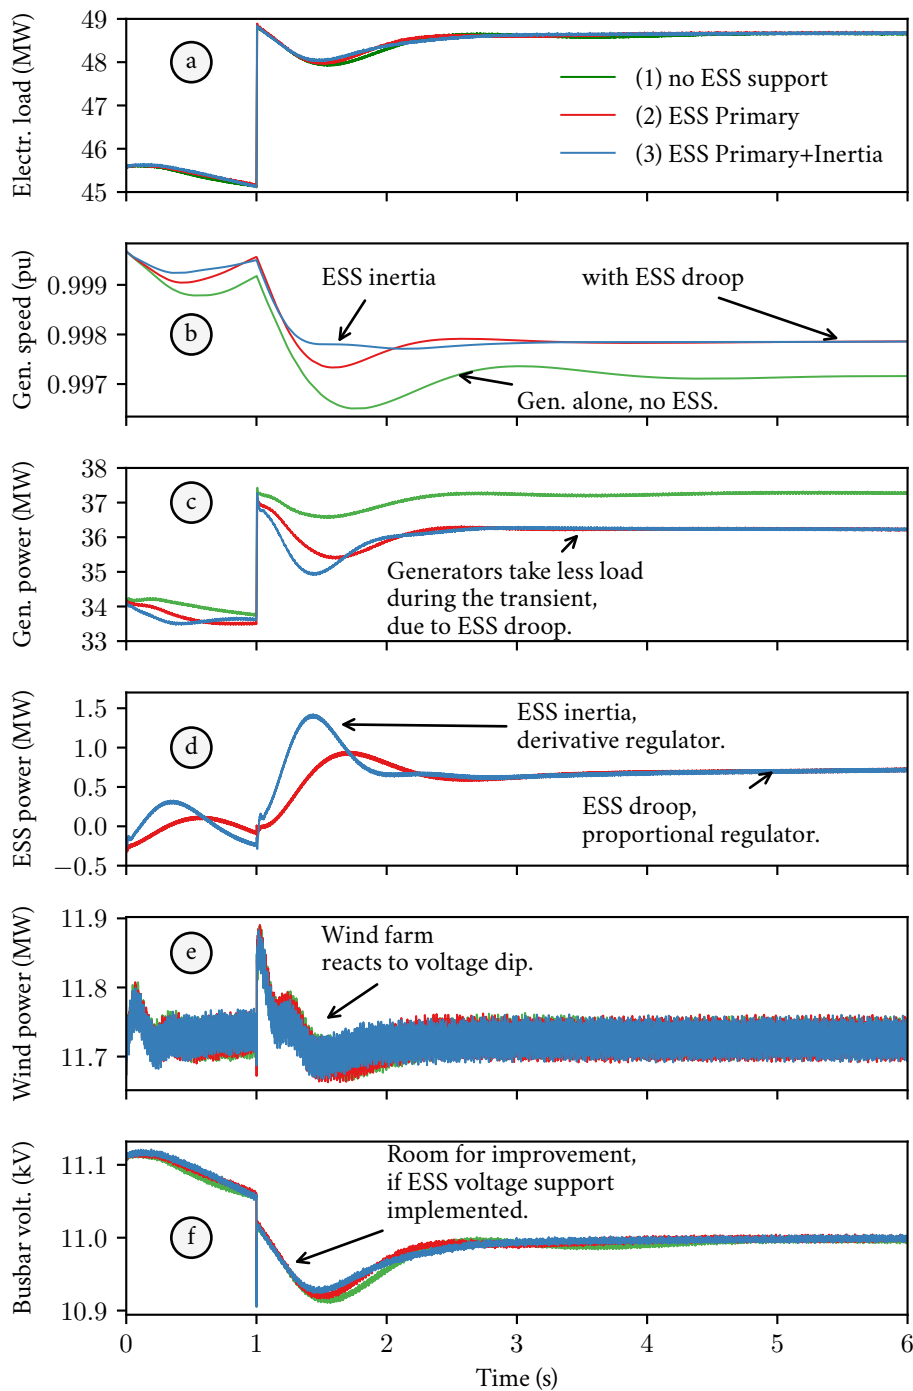 Electr. load (MW)
49
48
47
46
45
a
(1) no ESS support
(2) ESS Primary
(3) ESS Primary+Inertia
Gen. speed (pu)
0.999
0.998
0.997
b
ESS inertia
with ESS droop
Gen. alone, no ESS.
Gen. power (MW)
38
37
36
35
34
33
c
Generators take less load
during the transient,
due to ESS droop.
ESS power (MW)
1.5
1.0
0.5
0.0
−0.5
d
ESS inertia,
derivative regulator.
ESS droop,
proportional regulator.
Wind power (MW)
11.9
11.8
11.7
e
Wind farm
reacts to voltage dip.
Busbar volt. (kV)
11.1
11.0
10.9
f
Room for improvement,
if ESS voltage support
implemented.
0 1 2 3 4 5 6
Time (s)